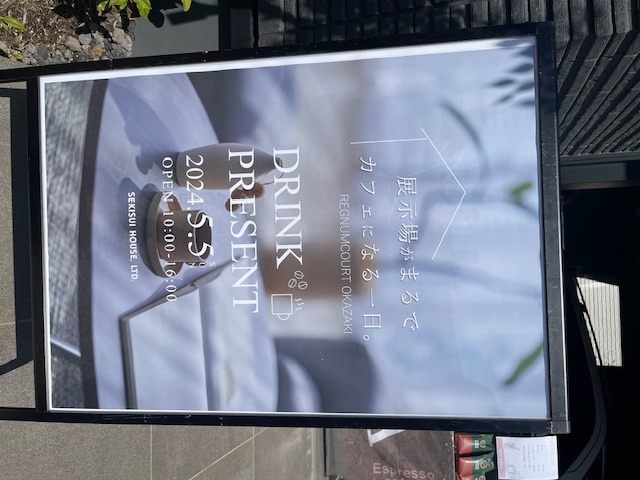 展示場がまるで
カフェになる一日。
REGNUMCOURT OKAZAKI
DRINK
PRESENT
2024.5.5
OPEN 10:00-16:00
SEKISUI HOUSE, LTD.
Espresso